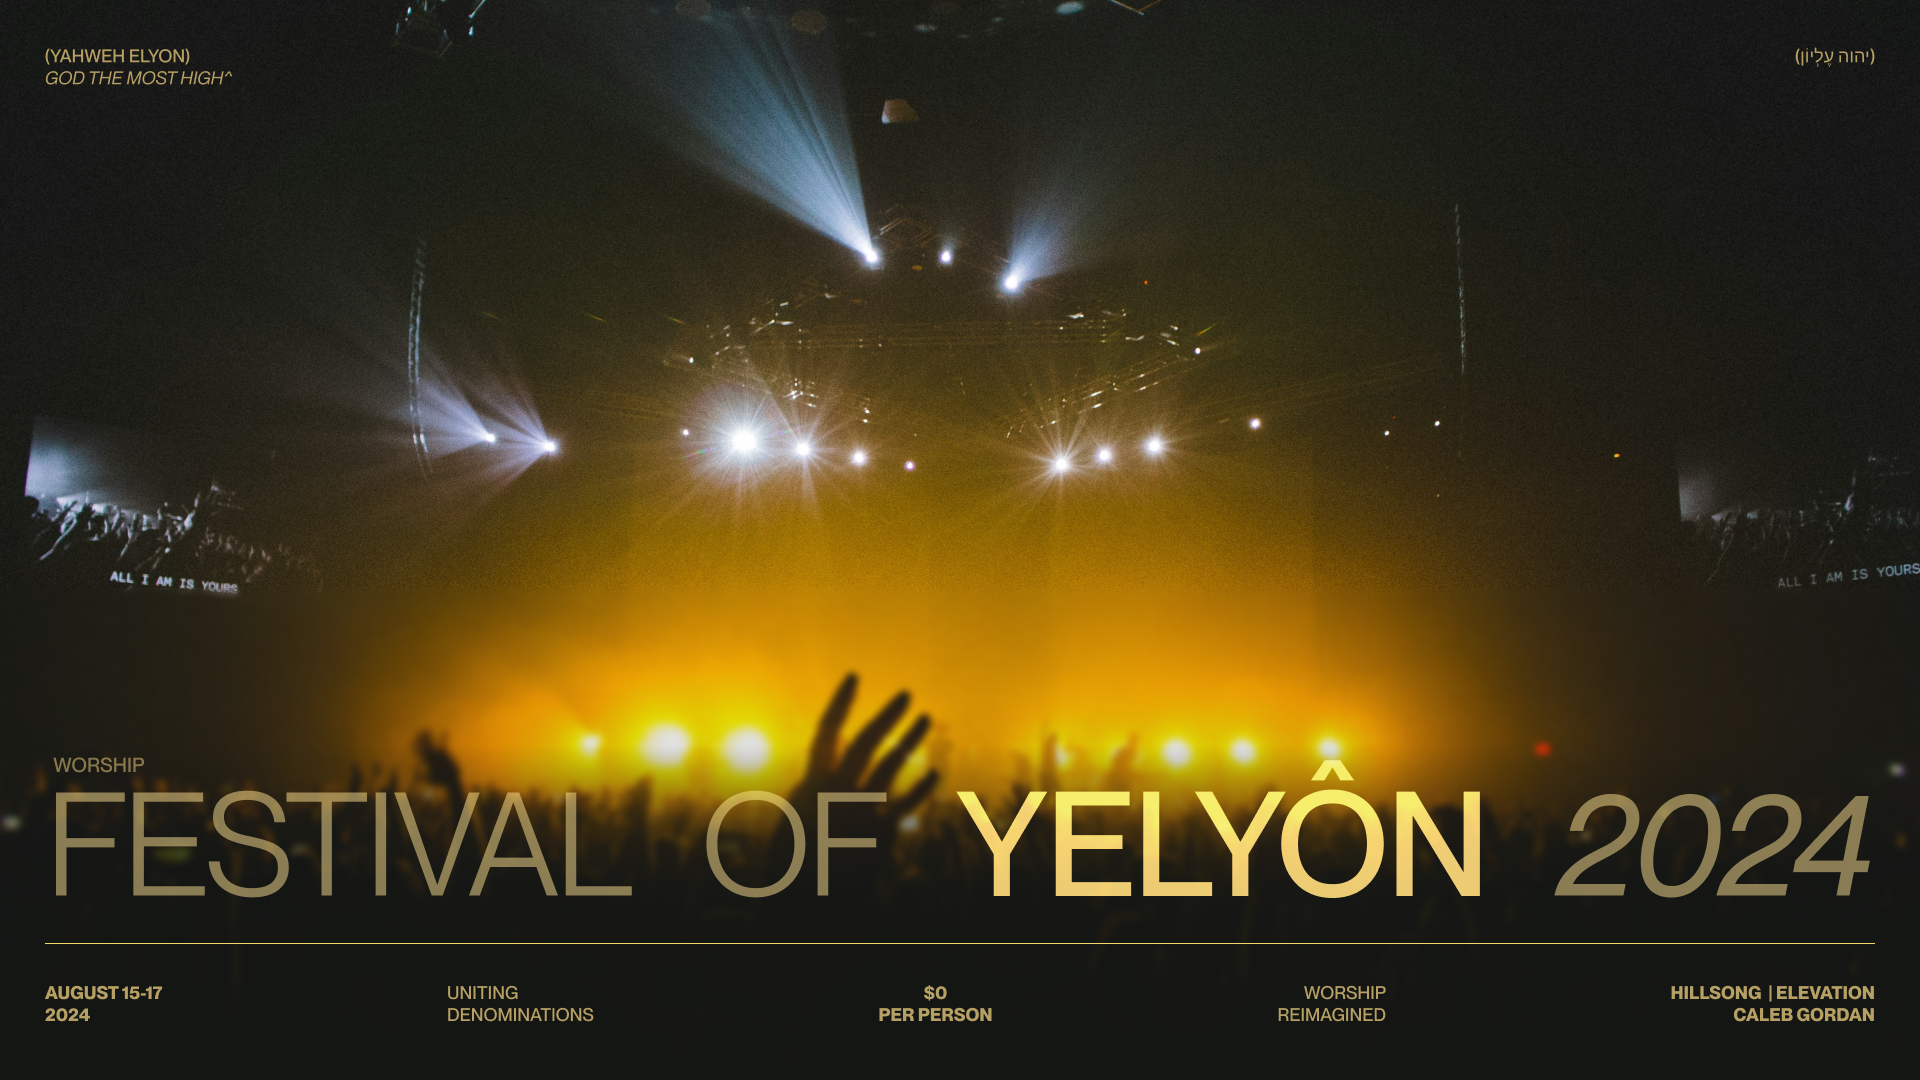 (YAHWEH ELYON)
GOD THE MOST HIGH^
(יהוה עֶלְיוֹן)
ALL I AM IS YOURS
ALL I AM IS YOURS
WORSHIP
FESTIVAL OF YELYÔN 2024
AUGUST 15-17
2024
UNITING
DENOMINATIONS
$0
PER PERSON
WORSHIP
REIMAGINED
HILLSONG | ELEVATION
CALEB GORDAN